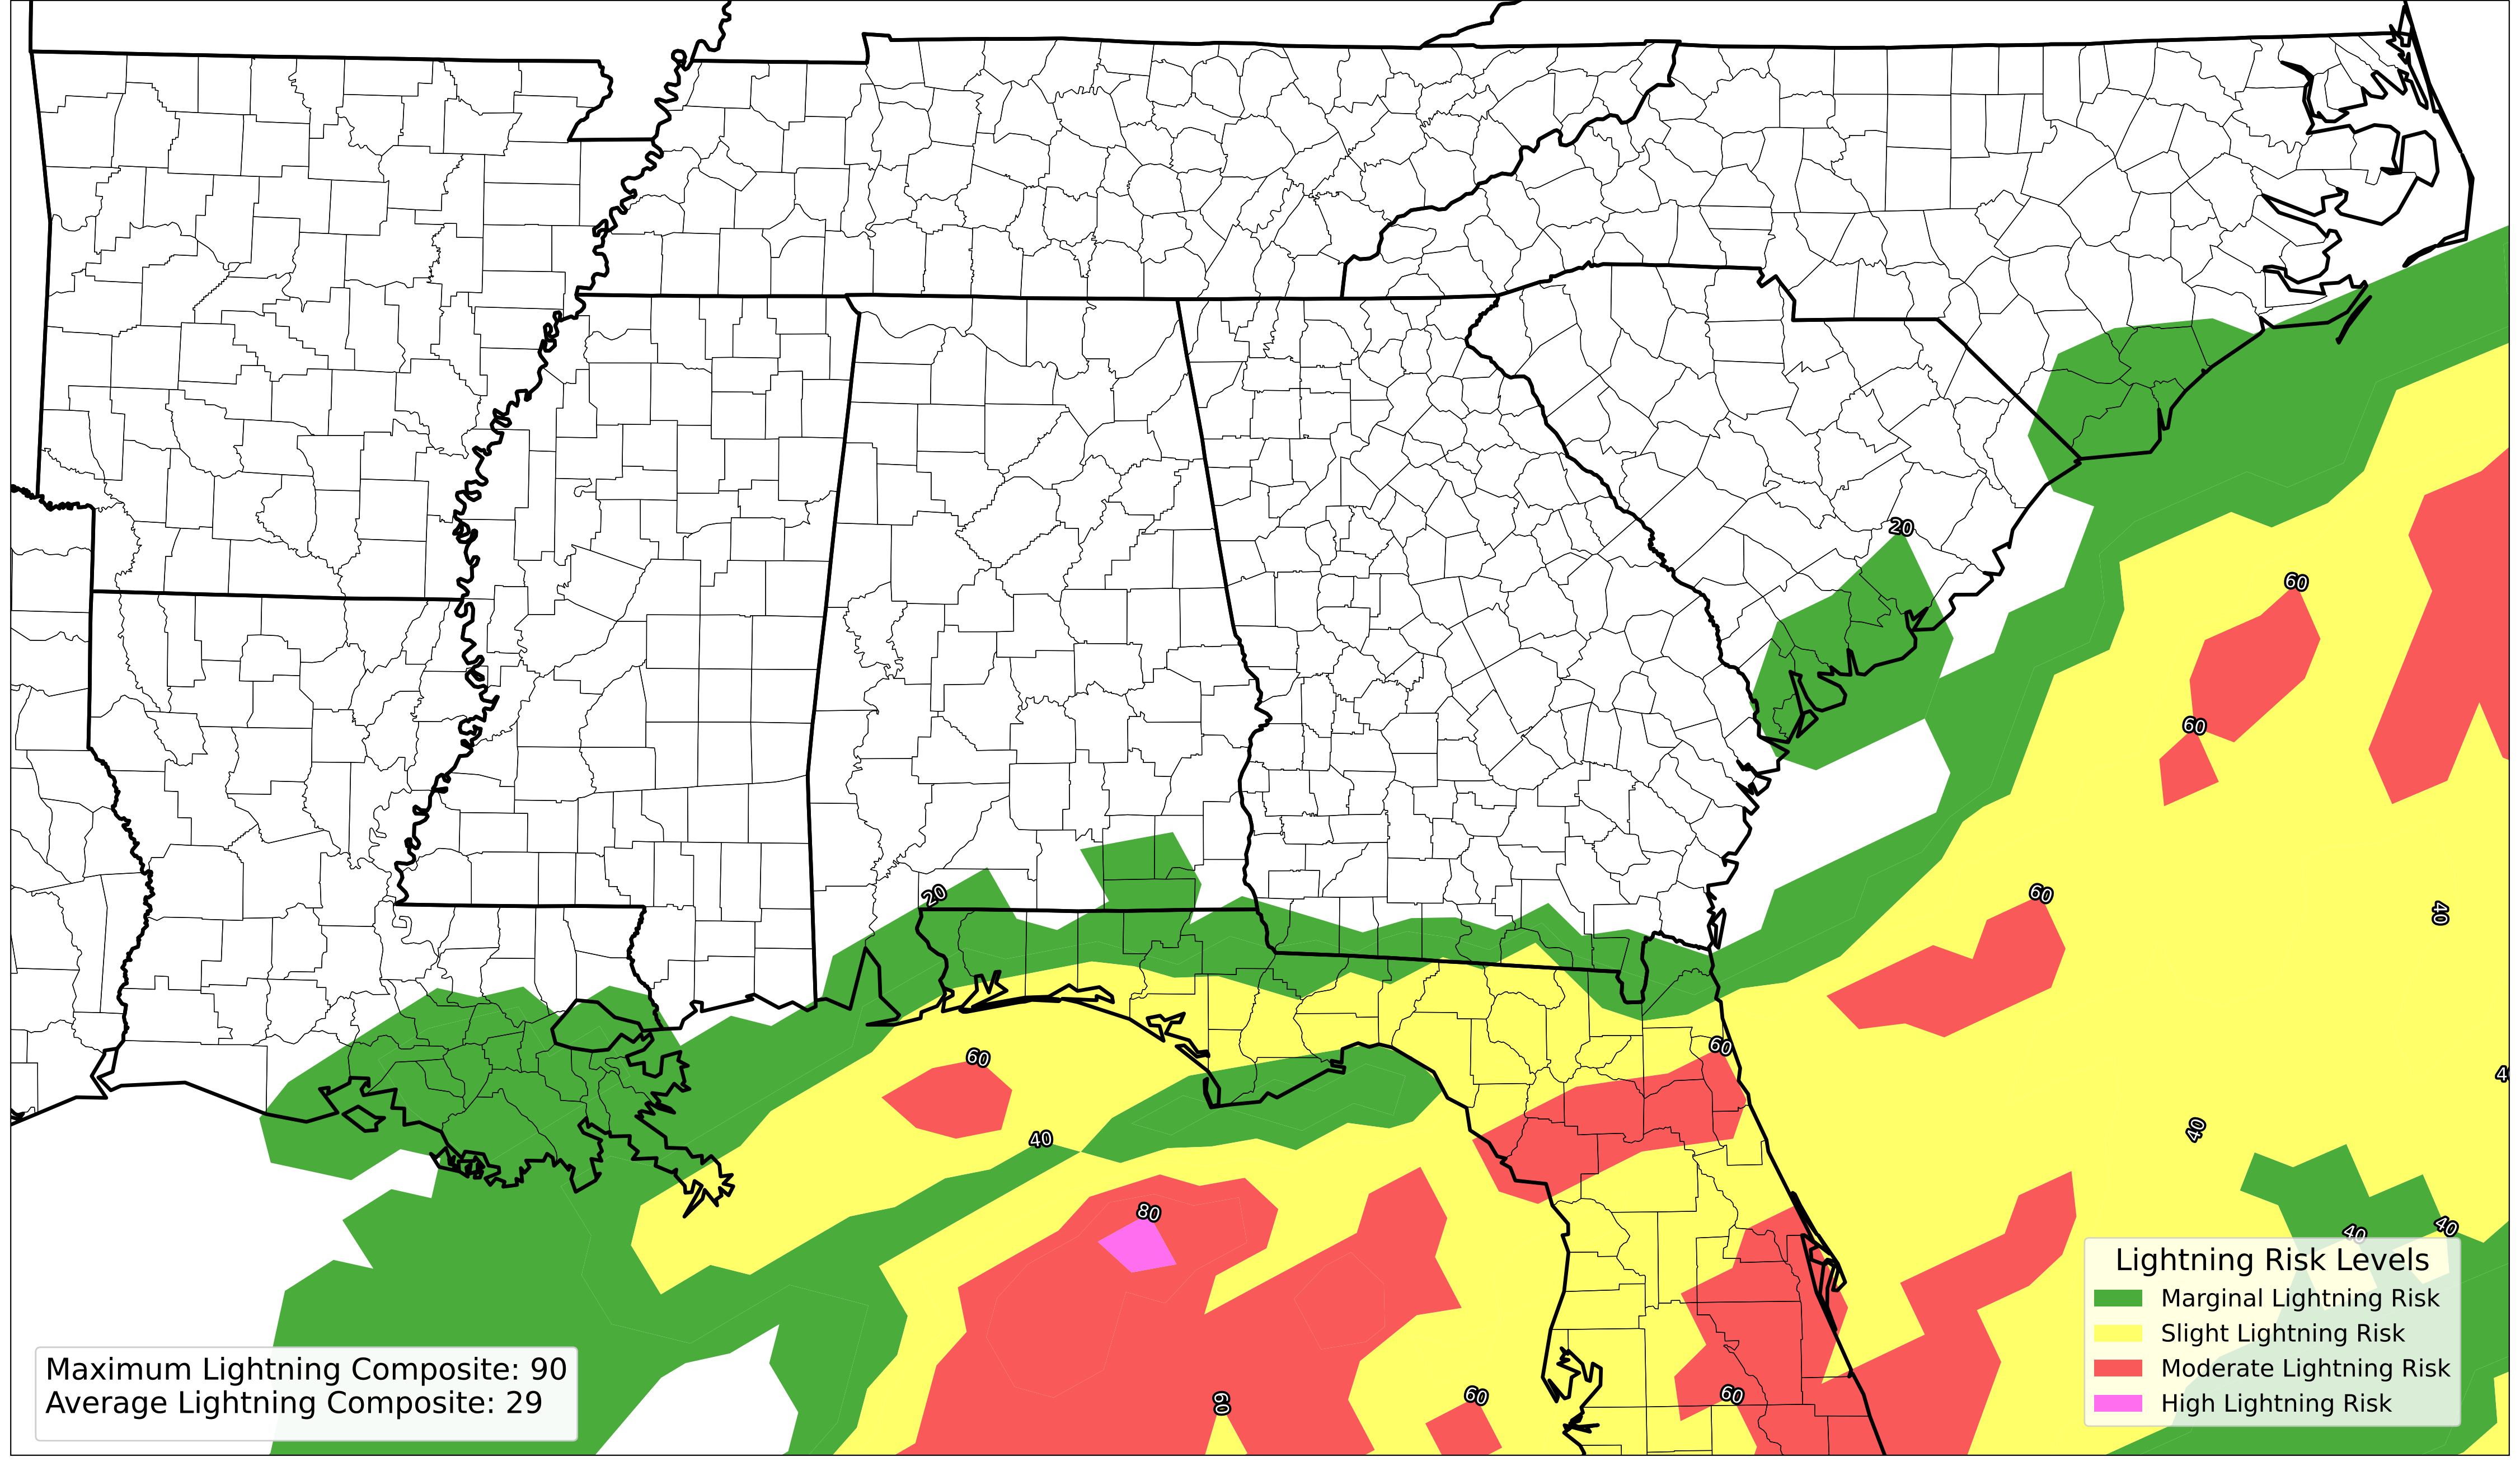 20
60
60
20
60
40
60
60
4
40
40
80
40
40
60
60
60
Lightning Risk Levels
Marginal Lightning Risk
Slight Lightning Risk
Moderate Lightning Risk
High Lightning Risk
Maximum Lightning Composite: 90
Average Lightning Composite: 29